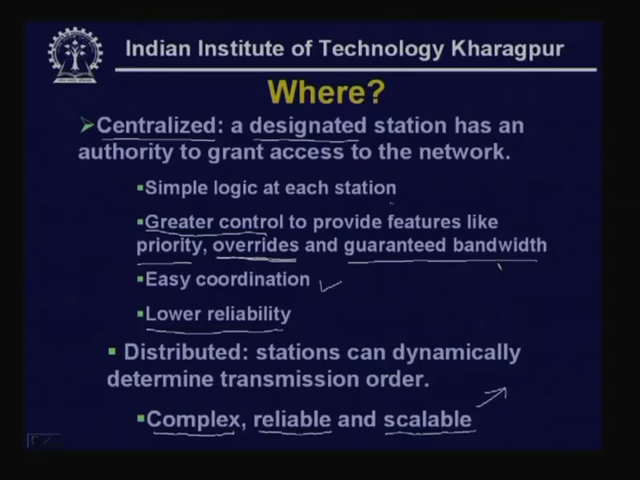 Indian Institute of Technology Kharagpur
Where?
➢Centralized: a designated station has an
authority to grant access to the network.
▪Simple logic at each station
▪Greater control to provide features like
priority, overrides and guaranteed bandwidth
▪Easy coordination
▪Lower reliability
▪ Distributed: stations can dynamically
determine transmission order.
▪Complex, reliable and scalable